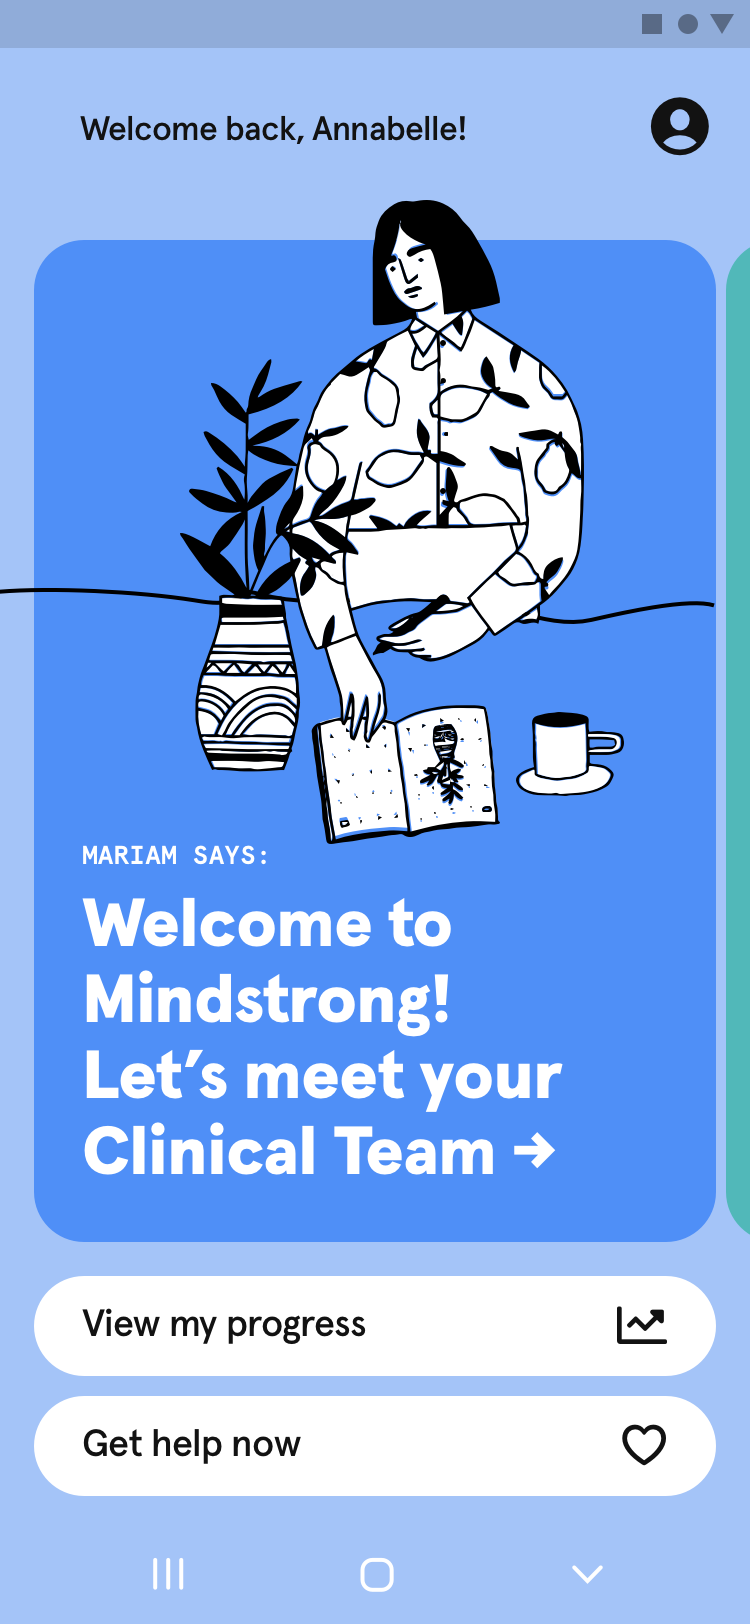 Welcome back, Annabelle!
MARIAM SAYS:
Welcome to
Mindstrong!
Let’s meet your
Clinical Team →
View my progress
Get help now